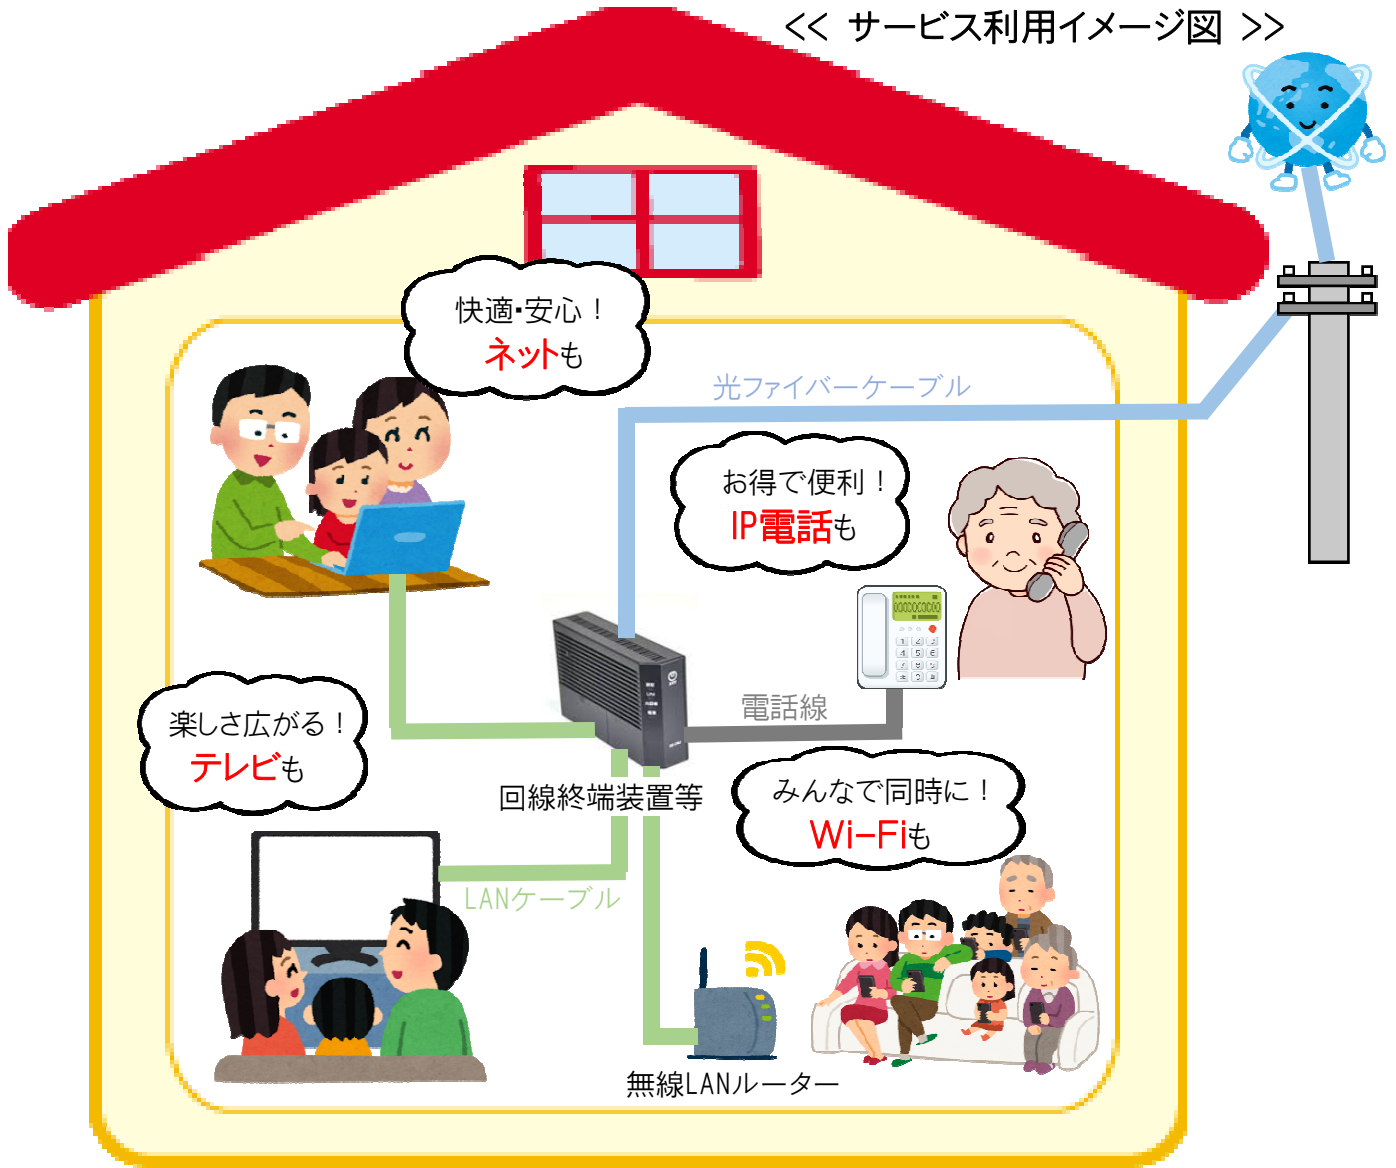 << サービス利用イメージ図 >>
快適・安心！
ネットも
光ファイバーケーブル
お得で便利！
IP電話も
電話線
楽しさ広がる！
テレビも
回線終端装置等
みんなで同時に！
Wi-Fiも
LANケーブル
無線LANルーター